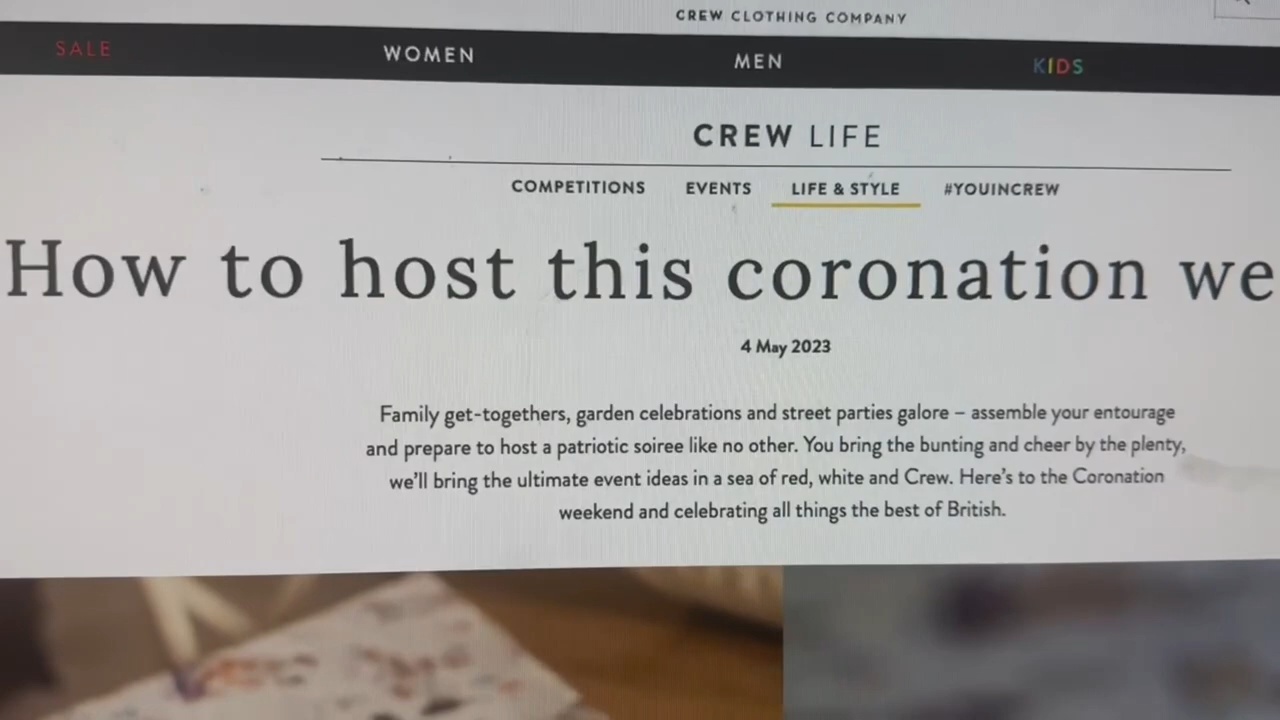 CREW CLOTHING COMPANY
SALE WOMEN MEN KIDS
CREW LIFE
COMPETITIONS EVENTS LIFE & STYLE #YOUINCREW
How to host this coronation we
4 May 2023
Family get-togethers, garden celebrations and street parties galore – assemble your entourage
and prepare to host a patriotic soiree like no other. You bring the bunting and cheer by the plenty,
we'll bring the ultimate event ideas in a sea of red, white and Crew. Here's to the Coronation
weekend and celebrating all things the best of British.